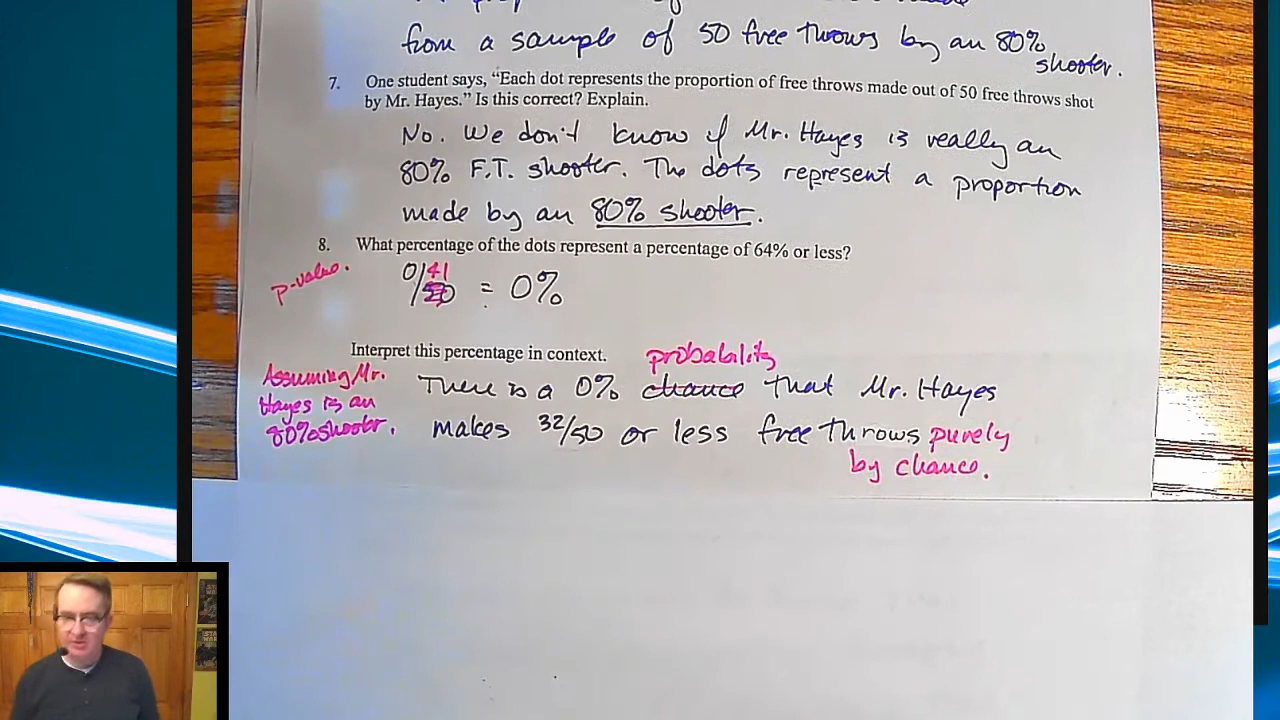 from a sample of 50 free throws by an 80%
shooter.
7. One student says, “Each dot represents the proportion of free throws made out of 50 free throws shot
by Mr. Hayes.” Is this correct? Explain.
No. We don't know if Mr. Hayes is really an
80% F.T. shooter. The dots represent a proportion
made by an 80% shooter.
8. What percentage of the dots represent a percentage of 64% or less?
p-value.
0/41 = 0%
Interpret this percentage in context.
probability
Assuming Mr.
Hayes is an
80% shooter.
There is a 0% chance that Mr. Hayes
makes 32/50 or less free throws purely
by chance.